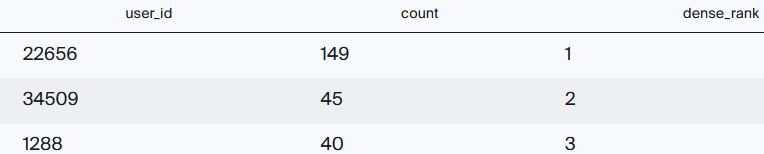 user_id count dense_rank
22656 149 1
34509 45 2
1288 40 3